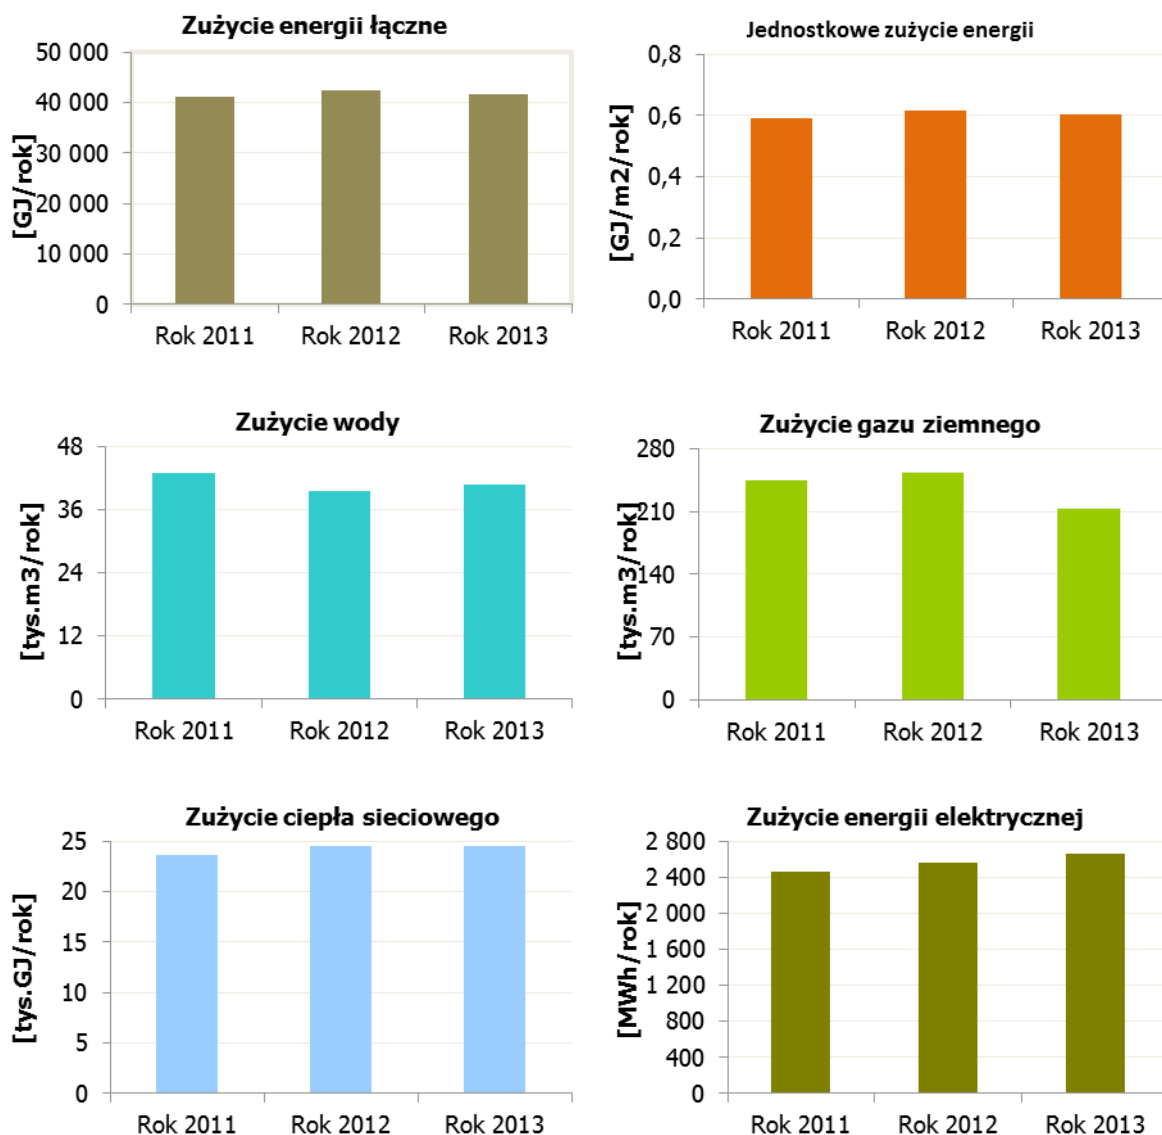 Zużycie energii łączne
[GJ/rok]
50 000
40 000
30 000
20 000
10 000
0
Rok 2011 Rok 2012 Rok 2013
Jednostkowe zużycie energii
[GJ/m2/rok]
0,8
0,6
0,4
0,2
0,0
Rok 2011 Rok 2012 Rok 2013
Zużycie wody
[tys.m3/rok]
48
36
24
12
0
Rok 2011 Rok 2012 Rok 2013
Zużycie gazu ziemnego
[tys.m3/rok]
280
210
140
70
0
Rok 2011 Rok 2012 Rok 2013
Zużycie ciepła sieciowego
[tys.GJ/rok]
25
20
15
10
5
0
Rok 2011 Rok 2012 Rok 2013
Zużycie energii elektrycznej
[MWh/rok]
2 800
2 400
2 000
1 600
1 200
800
400
0
Rok 2011 Rok 2012 Rok 2013